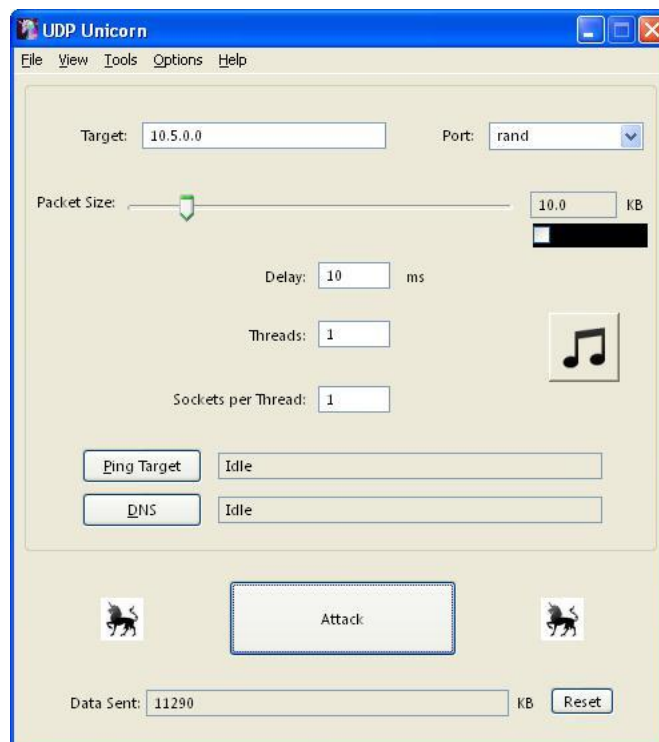 UDP Unicorn
File View Tools Options Help
Target: 10.5.0.0 Port: rand
Packet Size: 10.0 KB
Delay: 10 ms
Threads: 1
Sockets per Thread: 1
Ping Target Idle
DNS Idle
Attack
Data Sent: 11290 KB Reset